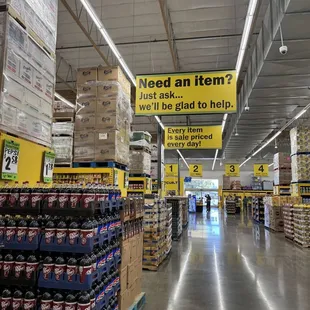 Need an item?
Just ask...
we'll be glad to help.
Every item
is sale priced
every day!
1
2
3
4